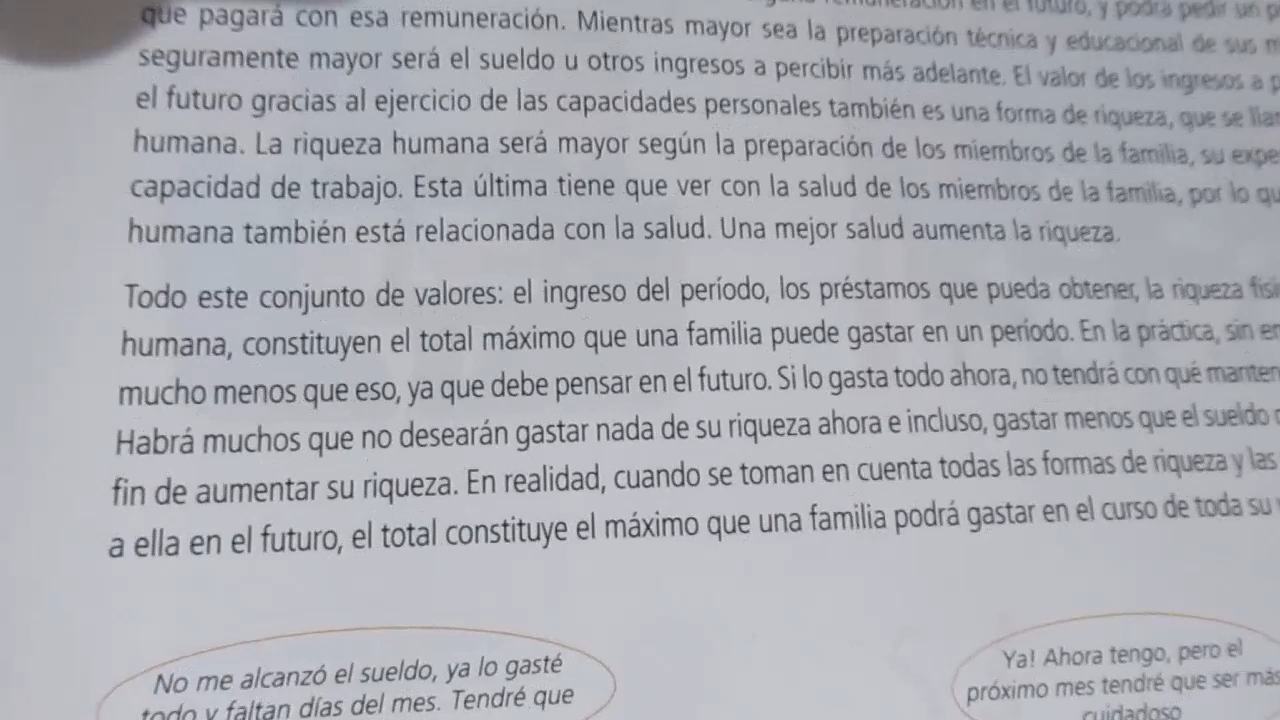 en el futuro, y podrá pedir un
que pagará con esa remuneración. Mientras mayor sea la preparación técnica y educacional de sus
seguramente mayor será el sueldo u otros ingresos a percibir más adelante. El valor de los ingresos a
el futuro gracias al ejercicio de las capacidades personales también es una forma de riqueza, que se
humana. La riqueza humana será mayor según la preparación de los miembros de la familia, su
capacidad de trabajo. Esta última tiene que ver con la salud de los miembros de la familia, por lo
humana también está relacionada con la salud. Una mejor salud aumenta la riqueza.
Todo este conjunto de valores: el ingreso del período, los préstamos que pueda obtener, la riqueza
humana, constituyen el total máximo que una familia puede gastar en un período. En la práctica, sin
mucho menos que eso, ya que debe pensar en el futuro. Si lo gasta todo ahora, no tendrá con qué
Habrá muchos que no desearán gastar nada de su riqueza ahora e incluso, gastar menos que el sueldo
fin de aumentar su riqueza. En realidad, cuando se toman en cuenta todas las formas de riqueza y las
a ella en el futuro, el total constituye el máximo que una familia podrá gastar en el curso de toda su
No me alcanzó el sueldo, ya lo gasté
todo y faltan días del mes. Tendré que
Ya! Ahora tengo, pero el
próximo mes tendré que ser más
cuidadoso